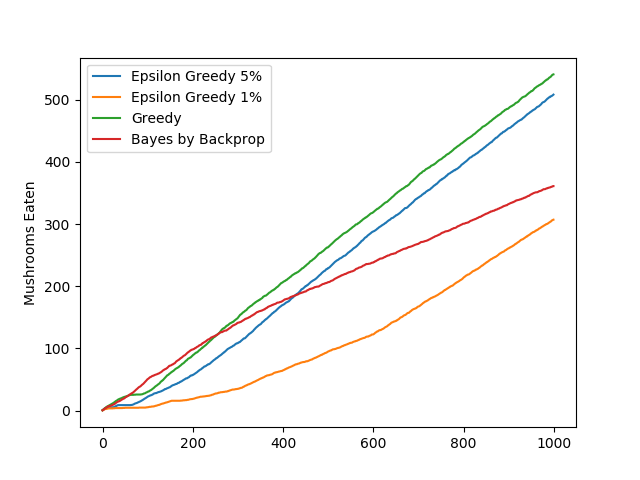 Epsilon Greedy 5%
Epsilon Greedy 1%
Greedy
Bayes by Backprop
Mushrooms Eaten
500
400
300
200
100
0
0 200 400 600 800 1000